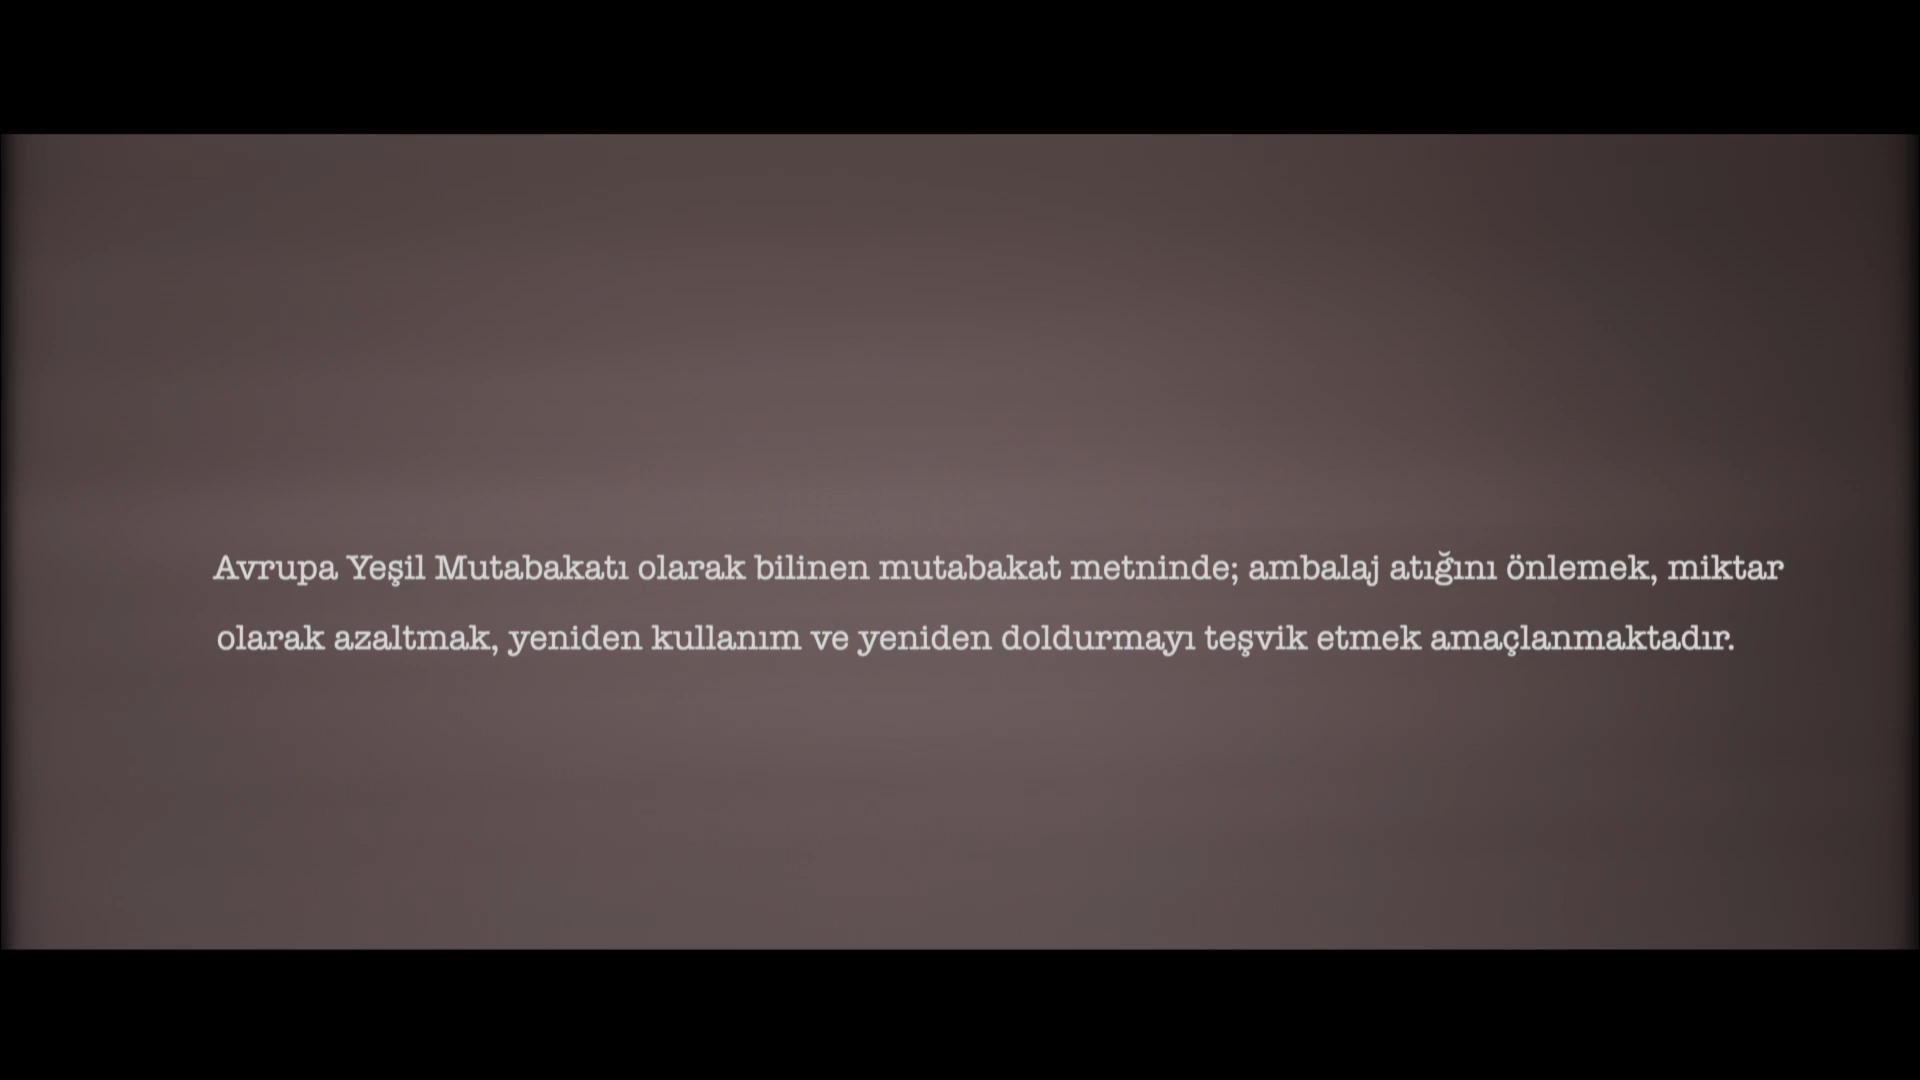 Avrupa Yeşil Mutabakatı olarak bilinen mutabakat metninde; ambalaj atığını önlemek, miktar
olarak azaltmak, yeniden kullanım ve yeniden doldurmayı teşvik etmek amaçlanmaktadır.